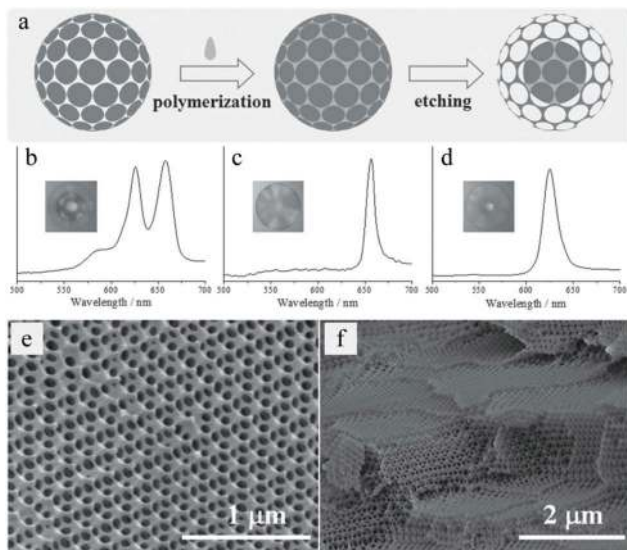 a
polymerization
etching
b
c
d
500 550 600 650 700
Wavelength / nm
500 550 600 650 700
Wavelength / nm
500 550 600 650 700
Wavelength / nm
e
1 μm
f
2 μm